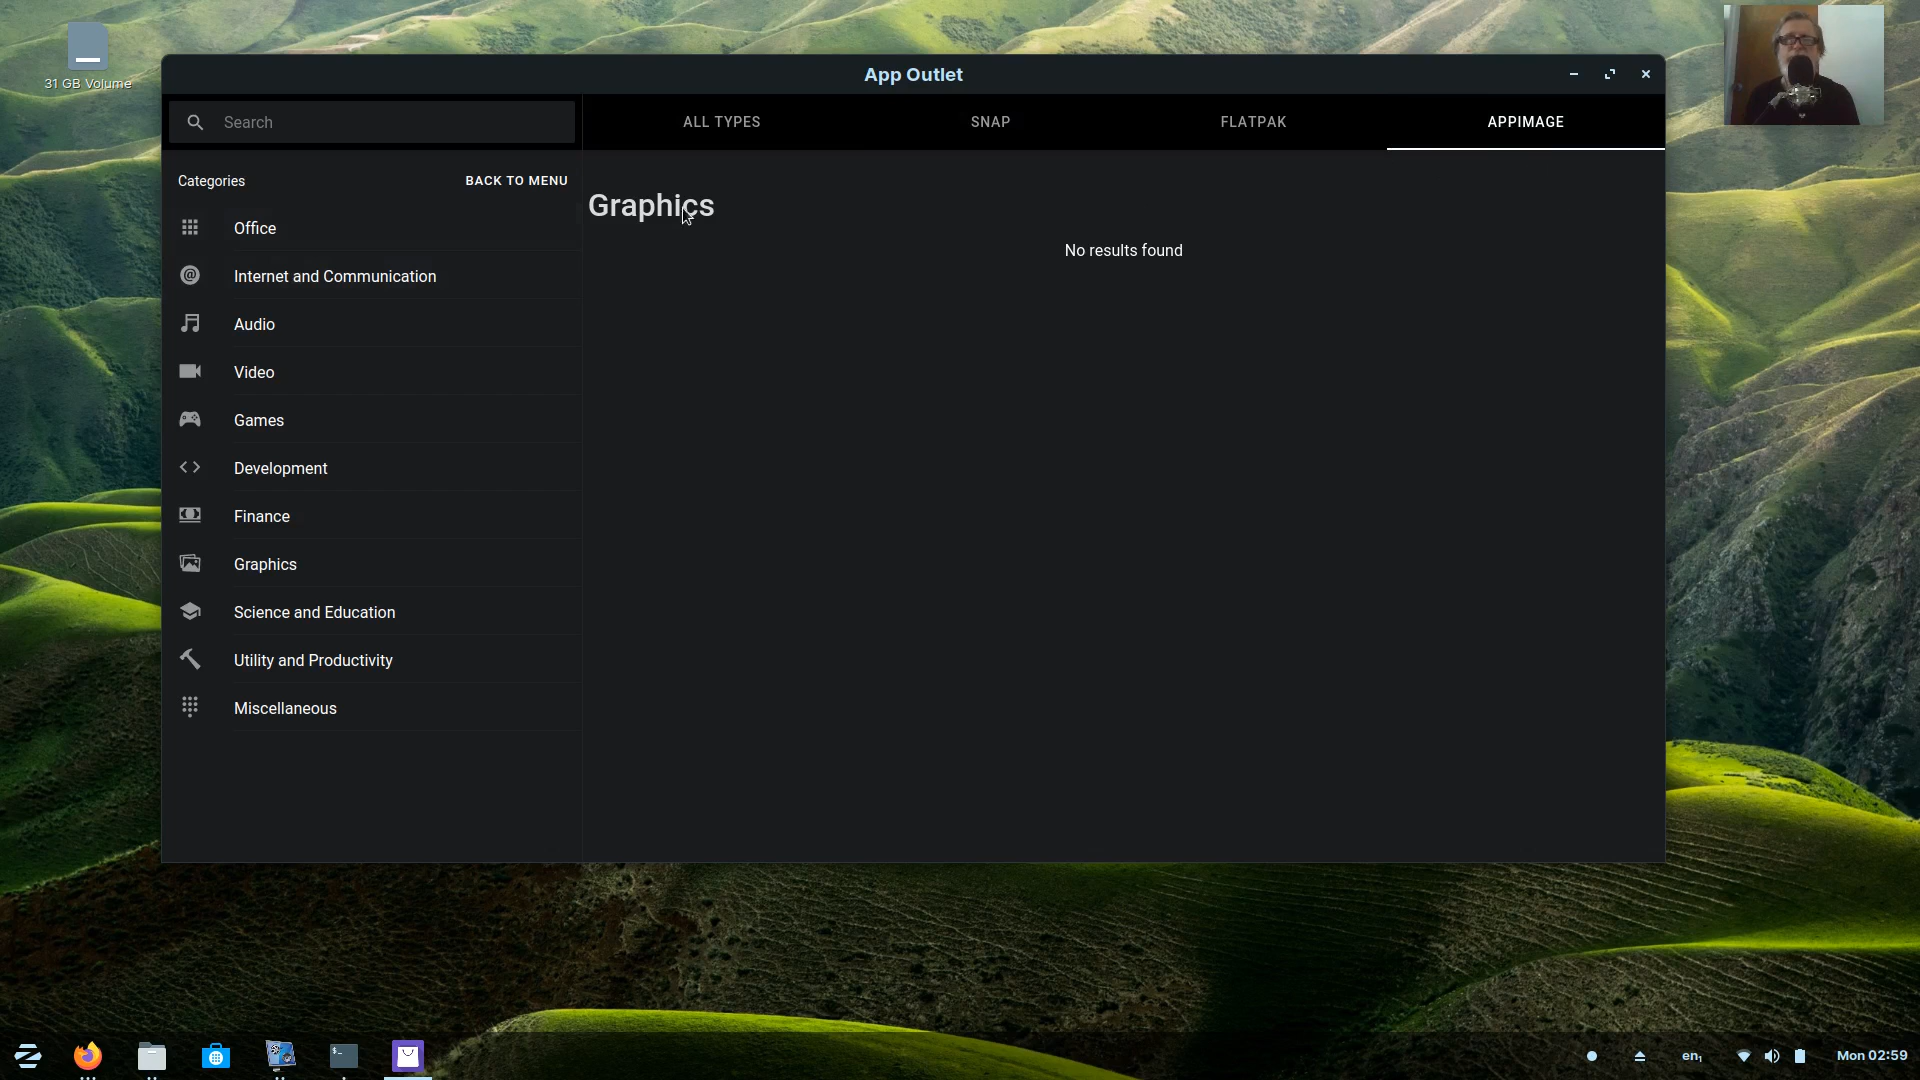 31 GB Volume
App Outlet
Search
ALL TYPES
SNAP
FLATPAK
APPIMAGE
Categories
BACK TO MENU
Office
Internet and Communication
Audio
Video
Games
Development
Finance
Graphics
Science and Education
Utility and Productivity
Miscellaneous
Graphics
No results found
en₁
Mon 02:59